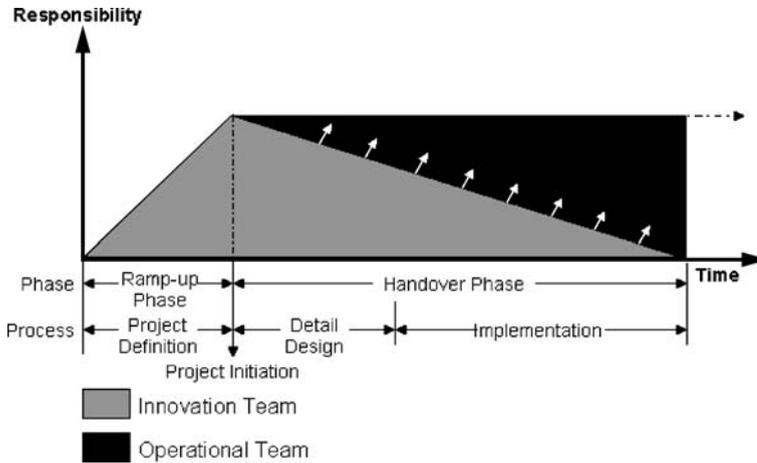 Responsibility
Time
Phase
Ramp-up
Phase
Handover Phase
Process
Project
Definition
Detail
Design
Implementation
Project Initiation
Innovation Team
Operational Team